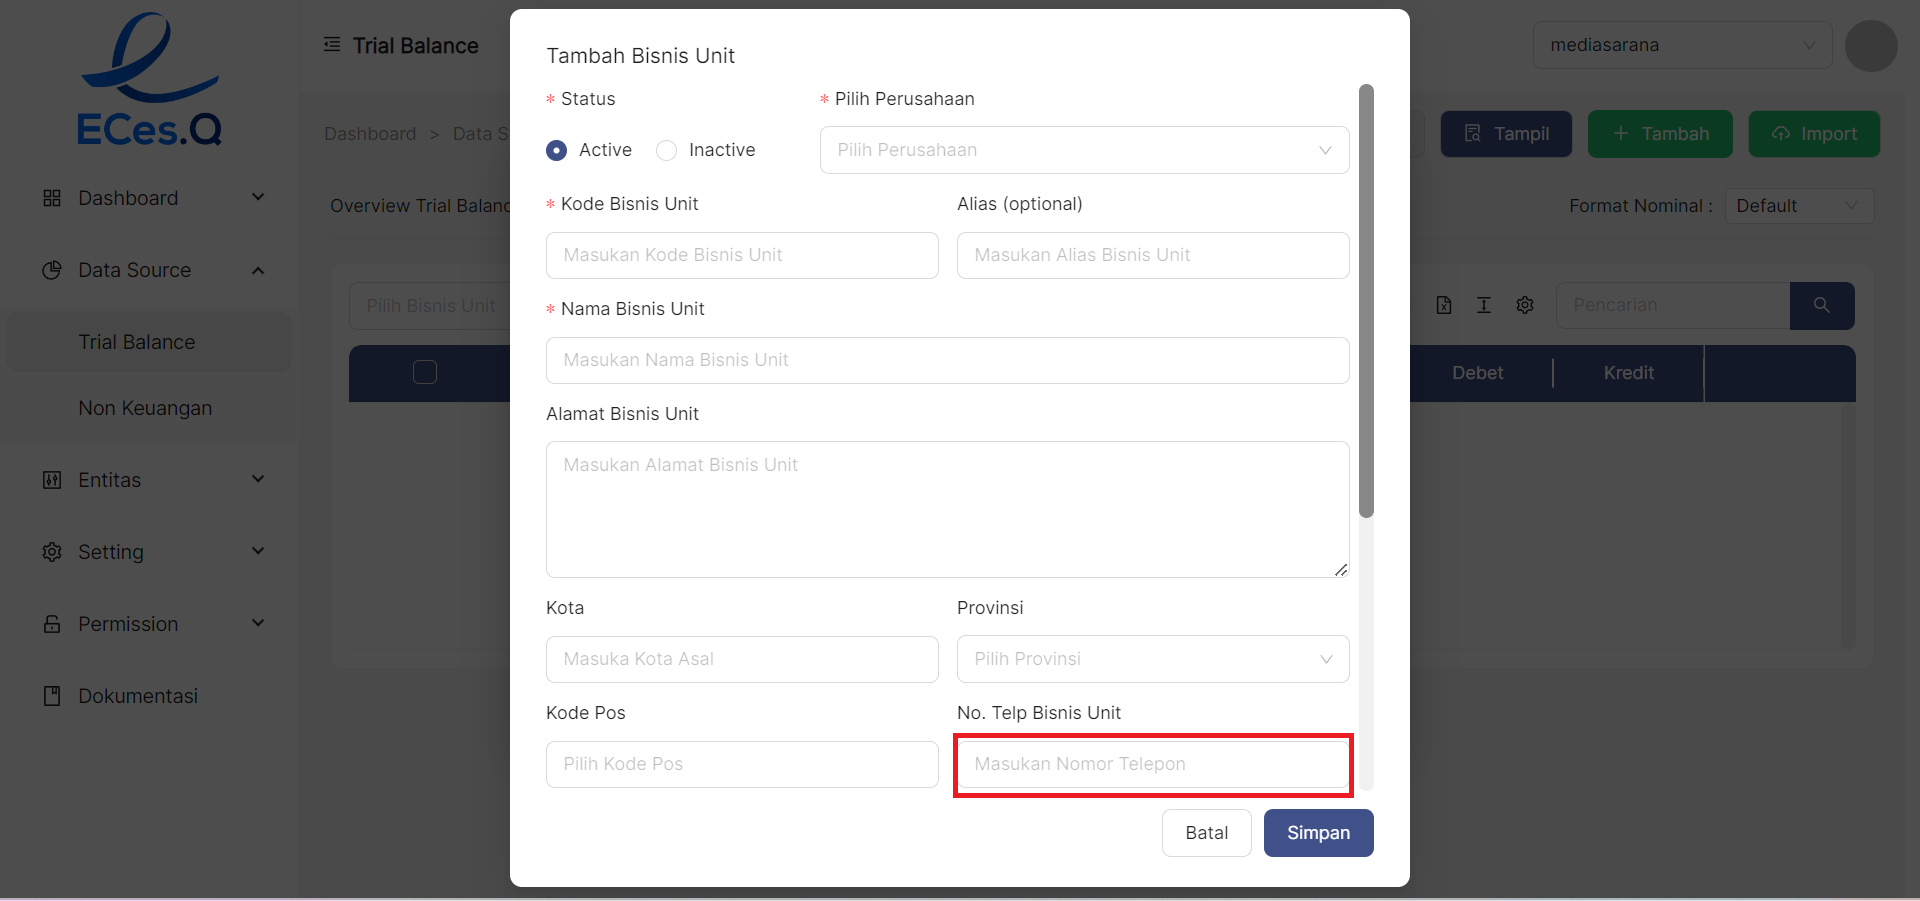 ECes.Q
Dashboard
Data Source
Trial Balance
Non Keuangan
Entitas
Setting
Permission
Dokumentasi
Trial Balance
mediasarana
Dashboard > Data S
Tampil
+ Tambah
Import
Overview Trial Balanc
Format Nominal :
Default
Pilih Bisnis Unit
Pencarian
Debet
Kredit
Tambah Bisnis Unit
* Status
* Pilih Perusahaan
Active
Inactive
Pilih Perusahaan
* Kode Bisnis Unit
Alias (optional)
Masukan Kode Bisnis Unit
Masukan Alias Bisnis Unit
* Nama Bisnis Unit
Masukan Nama Bisnis Unit
Alamat Bisnis Unit
Masukan Alamat Bisnis Unit
Kota
Provinsi
Masuka Kota Asal
Pilih Provinsi
Kode Pos
No. Telp Bisnis Unit
Pilih Kode Pos
Masukan Nomor Telepon
Batal
Simpan